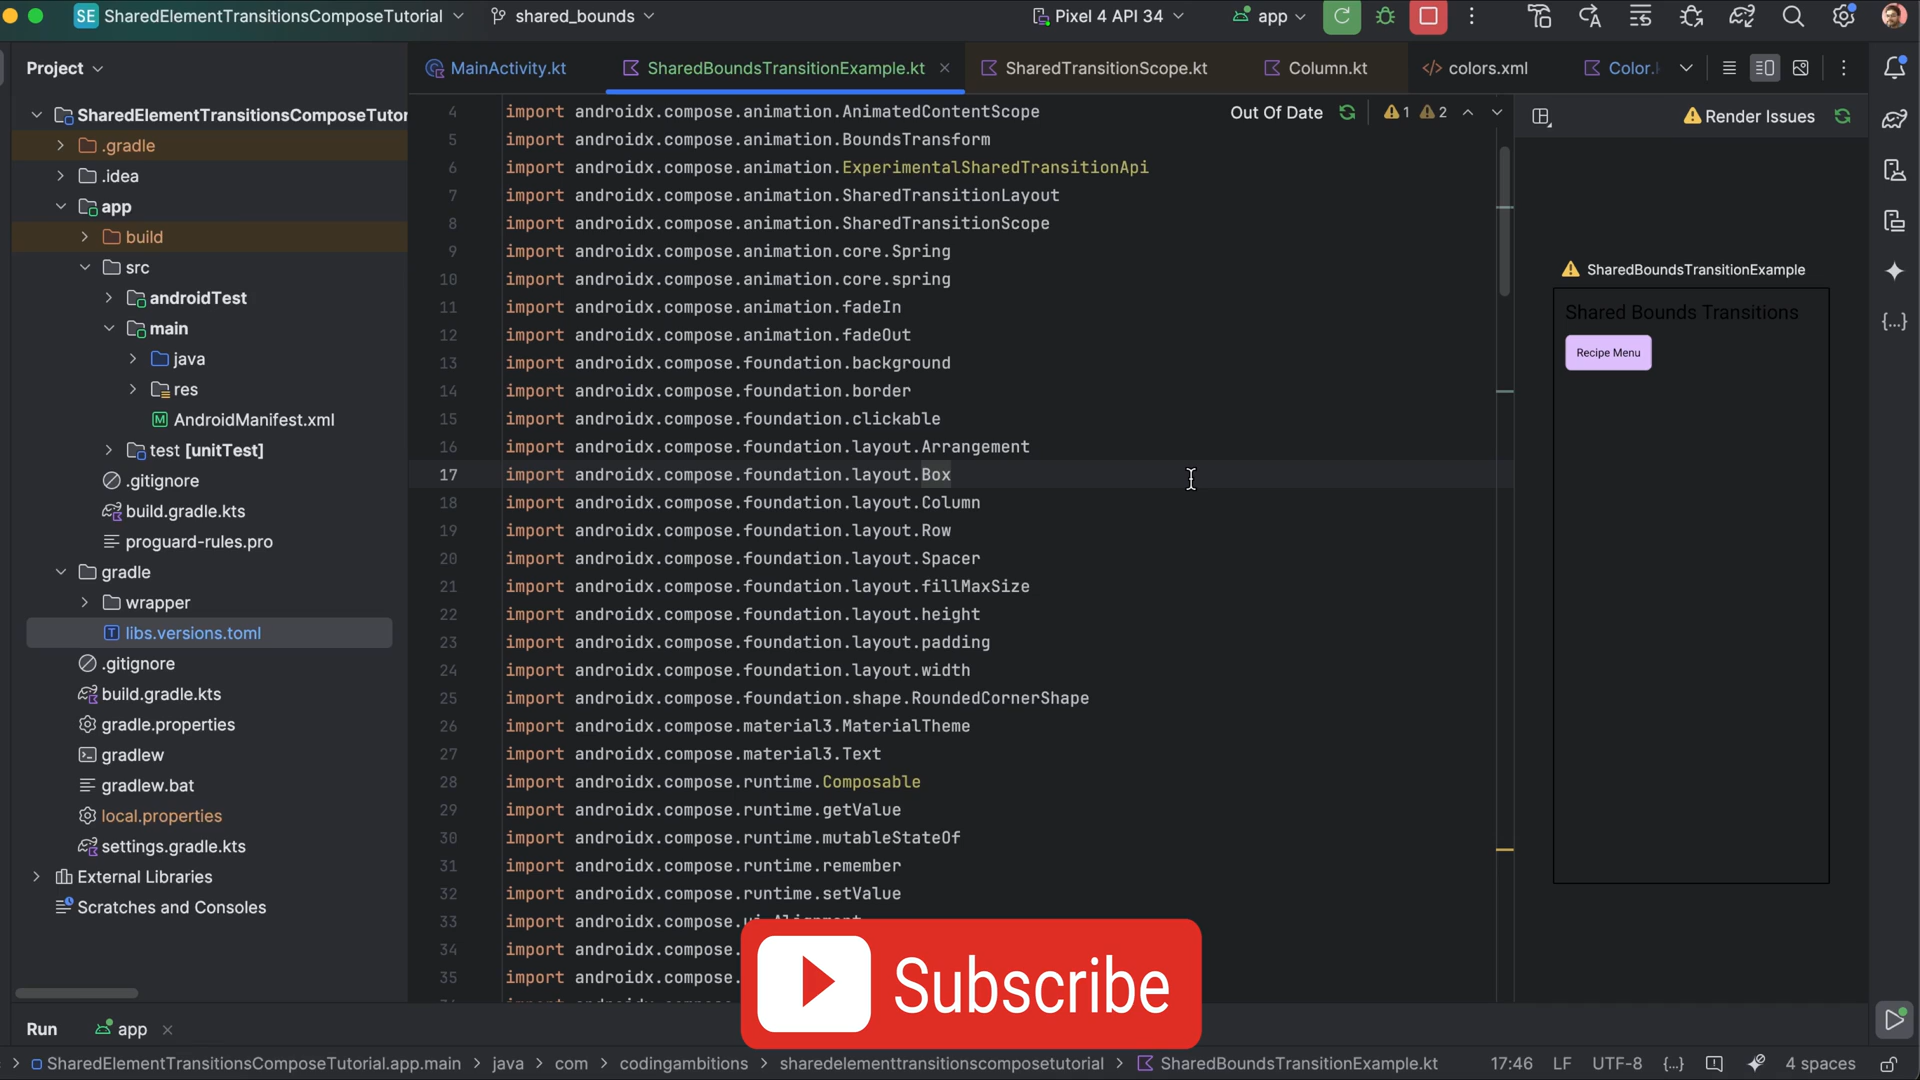 SE SharedElementTransitionsComposeTutorial shared_bounds Pixel 4 API 34 app
Project
MainActivity.kt SharedBoundsTransitionExample.kt SharedTransitionScope.kt Column.kt colors.xml Color.
SharedElementTransitionsComposeTutor
.gradle
.idea
app
build
src
androidTest
main
java
res
AndroidManifest.xml
test [unitTest]
.gitignore
build.gradle.kts
proguard-rules.pro
gradle
wrapper
libs.versions.toml
.gitignore
build.gradle.kts
gradle.properties
gradlew
gradlew.bat
local.properties
settings.gradle.kts
External Libraries
Scratches and Consoles
4 import androidx.compose.animation.AnimatedContentScope
5 import androidx.compose.animation.BoundsTransform
6 import androidx.compose.animation.ExperimentalSharedTransitionApi
7 import androidx.compose.animation.SharedTransitionLayout
8 import androidx.compose.animation.SharedTransitionScope
9 import androidx.compose.animation.core.Spring
10 import androidx.compose.animation.core.spring
11 import androidx.compose.animation.fadeIn
12 import androidx.compose.animation.fadeOut
13 import androidx.compose.foundation.background
14 import androidx.compose.foundation.border
15 import androidx.compose.foundation.clickable
16 import androidx.compose.foundation.layout.Arrangement
17 import androidx.compose.foundation.layout.Box
18 import androidx.compose.foundation.layout.Column
19 import androidx.compose.foundation.layout.Row
20 import androidx.compose.foundation.layout.Spacer
21 import androidx.compose.foundation.layout.fillMaxSize
22 import androidx.compose.foundation.layout.height
23 import androidx.compose.foundation.layout.padding
24 import androidx.compose.foundation.layout.width
25 import androidx.compose.foundation.shape.RoundedCornerShape
26 import androidx.compose.material3.MaterialTheme
27 import androidx.compose.material3.Text
28 import androidx.compose.runtime.Composable
29 import androidx.compose.runtime.getValue
30 import androidx.compose.runtime.mutableStateOf
31 import androidx.compose.runtime.remember
32 import androidx.compose.runtime.setValue
33 import androidx.compose.ui.Alignment
34 import androidx.compose.
35 import androidx.compose.
Out Of Date 1 2
Render Issues
SharedBoundsTransitionExample
Shared Bounds Transitions
Recipe Menu
Subscribe
Run app
SharedElementTransitionsComposeTutorial.app.main > java > com > codingambitions > sharedelementtransitionscomposetutorial > SharedBoundsTransitionExample.kt 17:46 LF UTF-8 {...} 4 spaces